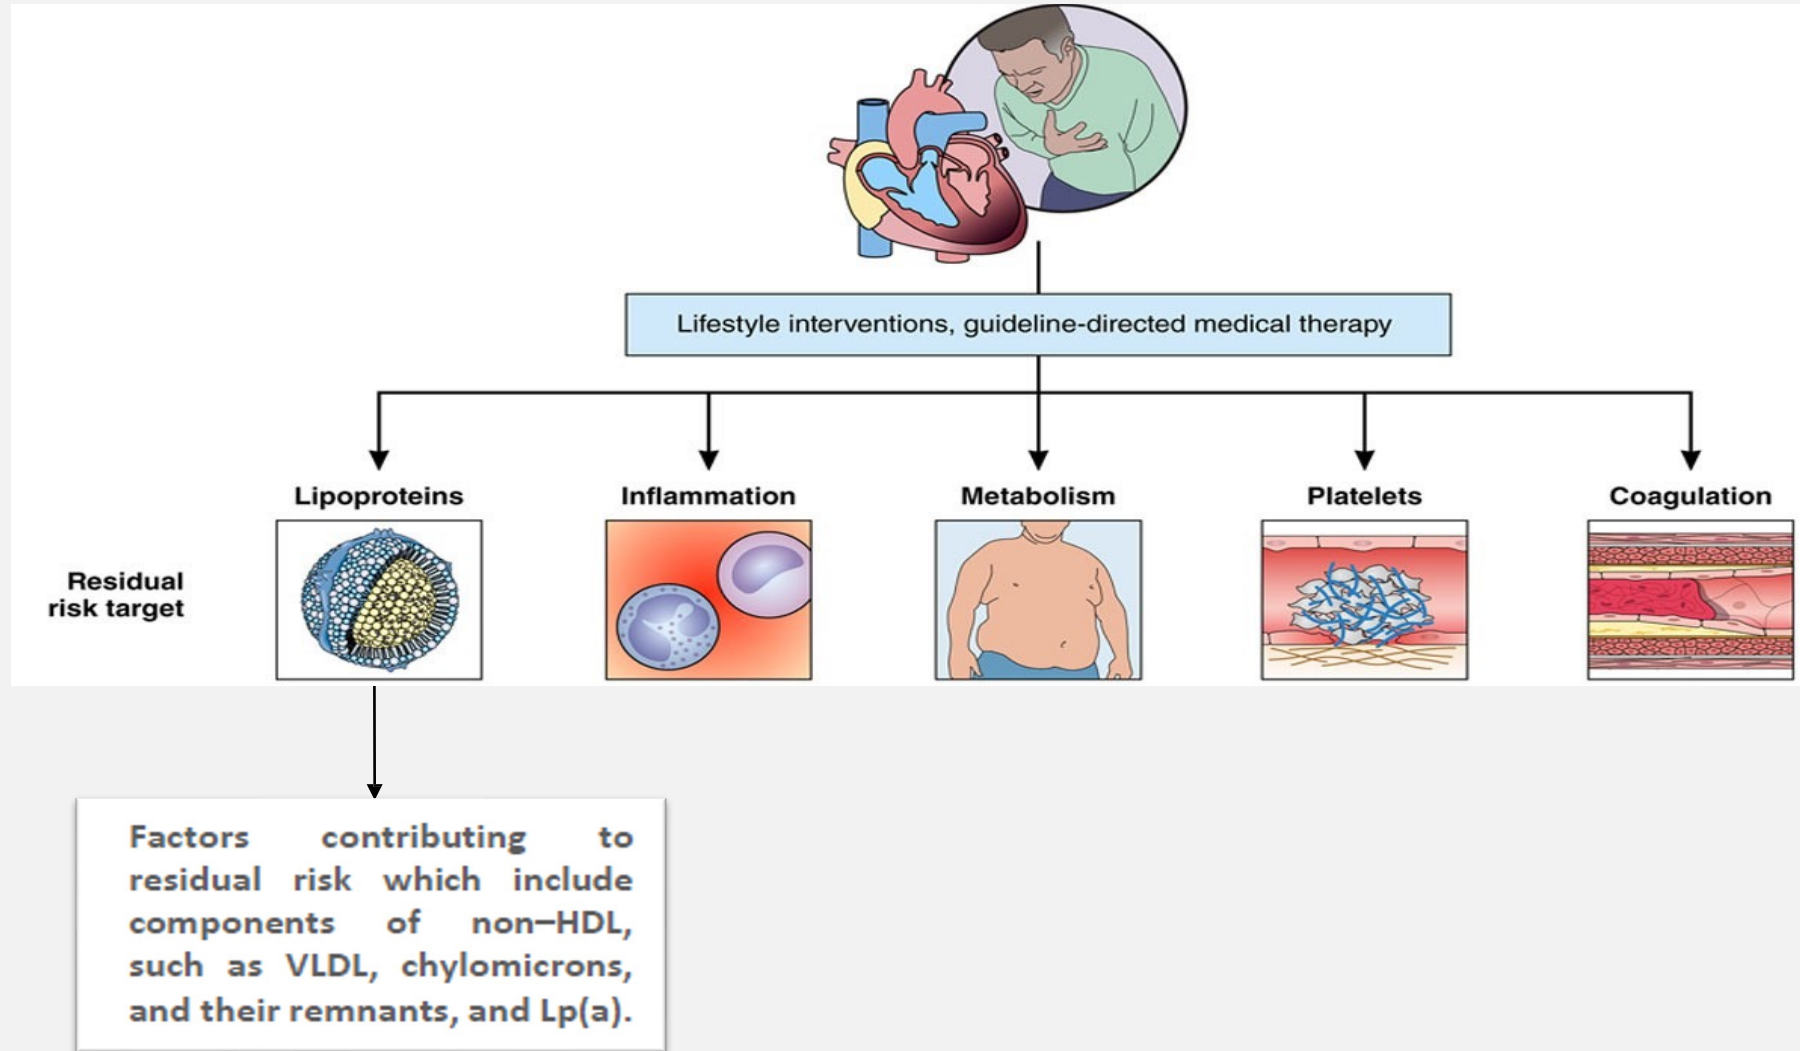 Lifestyle interventions, guideline-directed medical therapy
Lipoproteins
Inflammation
Metabolism
Platelets
Coagulation
Residual
risk target
Factors contributing to
residual risk which include
components of non–HDL,
such as VLDL, chylomicrons,
and their remnants, and Lp(a).